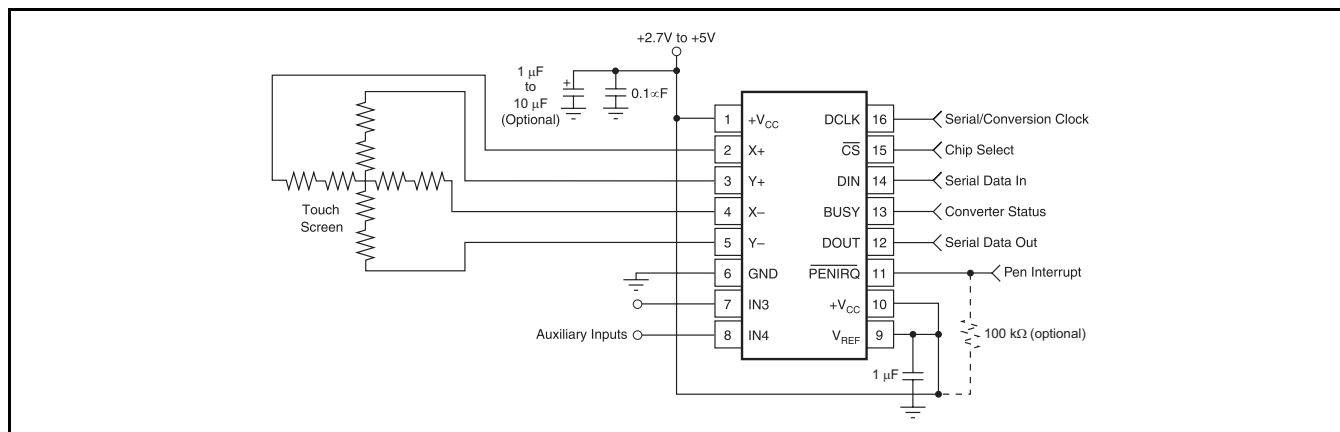 +2.7V to +5V
1 μF
to
10 μF
(Optional)
+
0.1∝F
1 +VCC DCLK 16 Serial/Conversion Clock
2 X+ CS 15 Chip Select
3 Y+ DIN 14 Serial Data In
4 X– BUSY 13 Converter Status
5 Y– DOUT 12 Serial Data Out
6 GND PENIRQ 11 Pen Interrupt
7 IN3 +VCC 10
Auxiliary Inputs 8 IN4 VREF 9
Touch
Screen
100 kΩ (optional)
1 μF